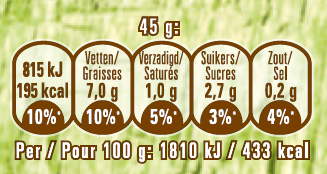 45 g:
815 kJ
195 kcal
10%*
Vetten/
Graisses
7,0 g
10%*
Verzadigd/
Saturés
1,0 g
5%*
Suikers/
Sucres
2,7 g
3%*
Zout/
Sel
0,2 g
4%*
Per / Pour 100 g: 1810 kJ / 433 kcal